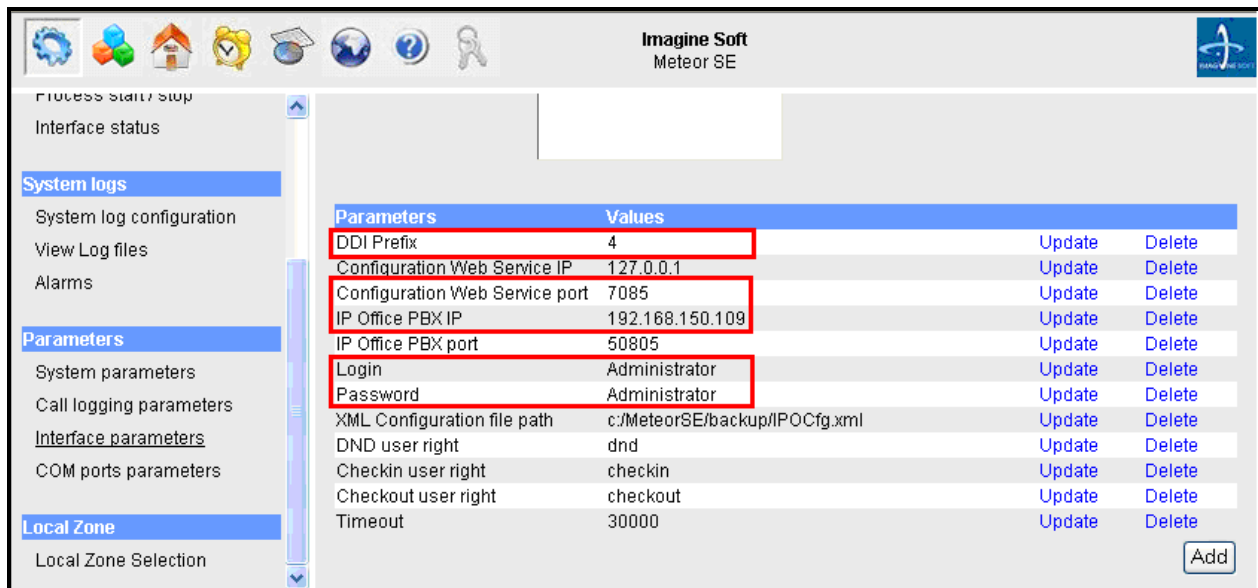 Imagine Soft
Meteor SE
Process start / stop
Interface status
System logs
System log configuration
View Log files
Alarms
Parameters
System parameters
Call logging parameters
Interface parameters
COM ports parameters
Local Zone
Local Zone Selection
Parameters Values
DDI Prefix 4 Update Delete
Configuration Web Service IP 127.0.0.1 Update Delete
Configuration Web Service port 7085 Update Delete
IP Office PBX IP 192.168.150.109 Update Delete
IP Office PBX port 50805 Update Delete
Login Administrator Update Delete
Password Administrator Update Delete
XML Configuration file path c:/MeteorSE/backup/IPOCfg.xml Update Delete
DND user right dnd Update Delete
Checkin user right checkin Update Delete
Checkout user right checkout Update Delete
Timeout 30000 Update Delete
Add